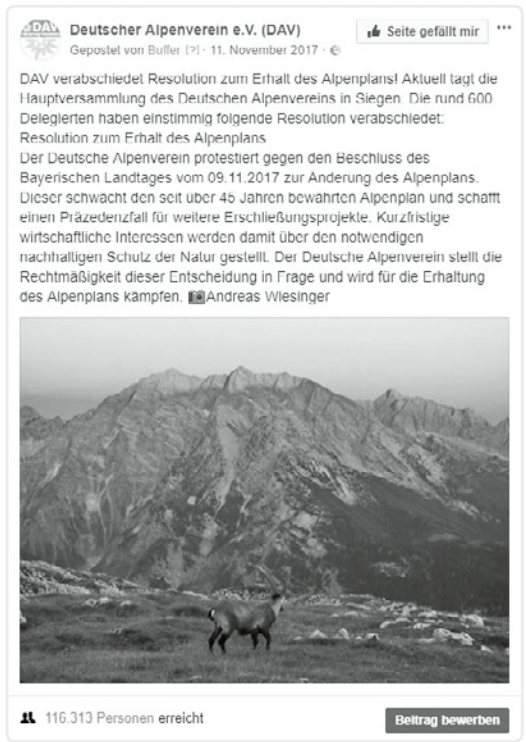 DAV
Deutscher Alpenverein e.V. (DAV)
Gepostet von Buffer [?] · 11. November 2017 ·
Seite gefällt mir
DAV verabschiedet Resolution zum Erhalt des Alpenplans! Aktuell tagt die
Hauptversammlung des Deutschen Alpenvereins in Siegen. Die rund 600
Delegierten haben einstimmig folgende Resolution verabschiedet:
Resolution zum Erhalt des Alpenplans
Der Deutsche Alpenverein protestiert gegen den Beschluss des
Bayerischen Landtages vom 09.11.2017 zur Änderung des Alpenplans.
Dieser schwächt den seit über 45 Jahren bewährten Alpenplan und schafft
einen Präzedenzfall für weitere Erschließungsprojekte. Kurzfristige
wirtschaftliche Interessen werden damit über den notwendigen
nachhaltigen Schutz der Natur gestellt. Der Deutsche Alpenverein stellt die
Rechtmäßigkeit dieser Entscheidung in Frage und wird für die Erhaltung
des Alpenplans kämpfen. 📷Andreas Wiesinger
116.313 Personen erreicht
Beitrag bewerben